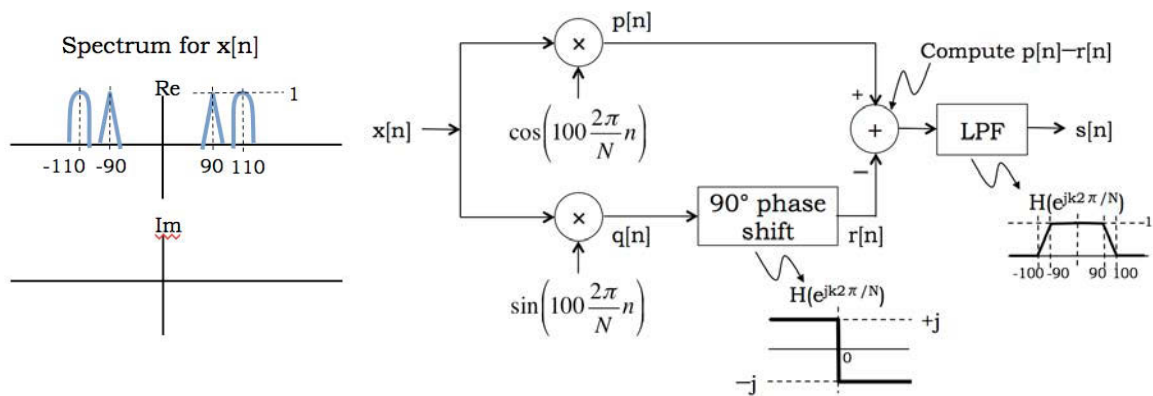 Spectrum for x[n]
Re
1
-110 -90 90 110
Im
x[n]
×
p[n]
cos(100 2π/N n)
×
q[n]
sin(100 2π/N n)
90° phase
shift
r[n]
H(e^{jk2π/N})
+j
0
—j
Compute p[n]—r[n]
+
+
—
LPF
s[n]
H(e^{jk2π/N})
1
-100 -90 90 100